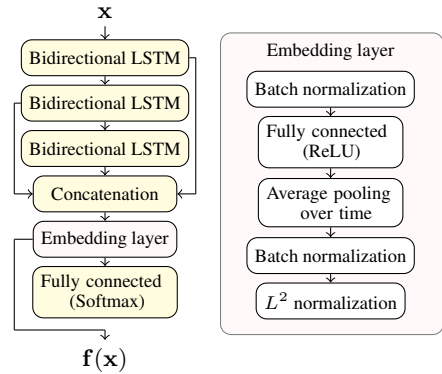 x
Bidirectional LSTM
Bidirectional LSTM
Bidirectional LSTM
Concatenation
Embedding layer
Fully connected
(Softmax)
f(x)
Embedding layer
Batch normalization
Fully connected
(ReLU)
Average pooling
over time
Batch normalization
L² normalization